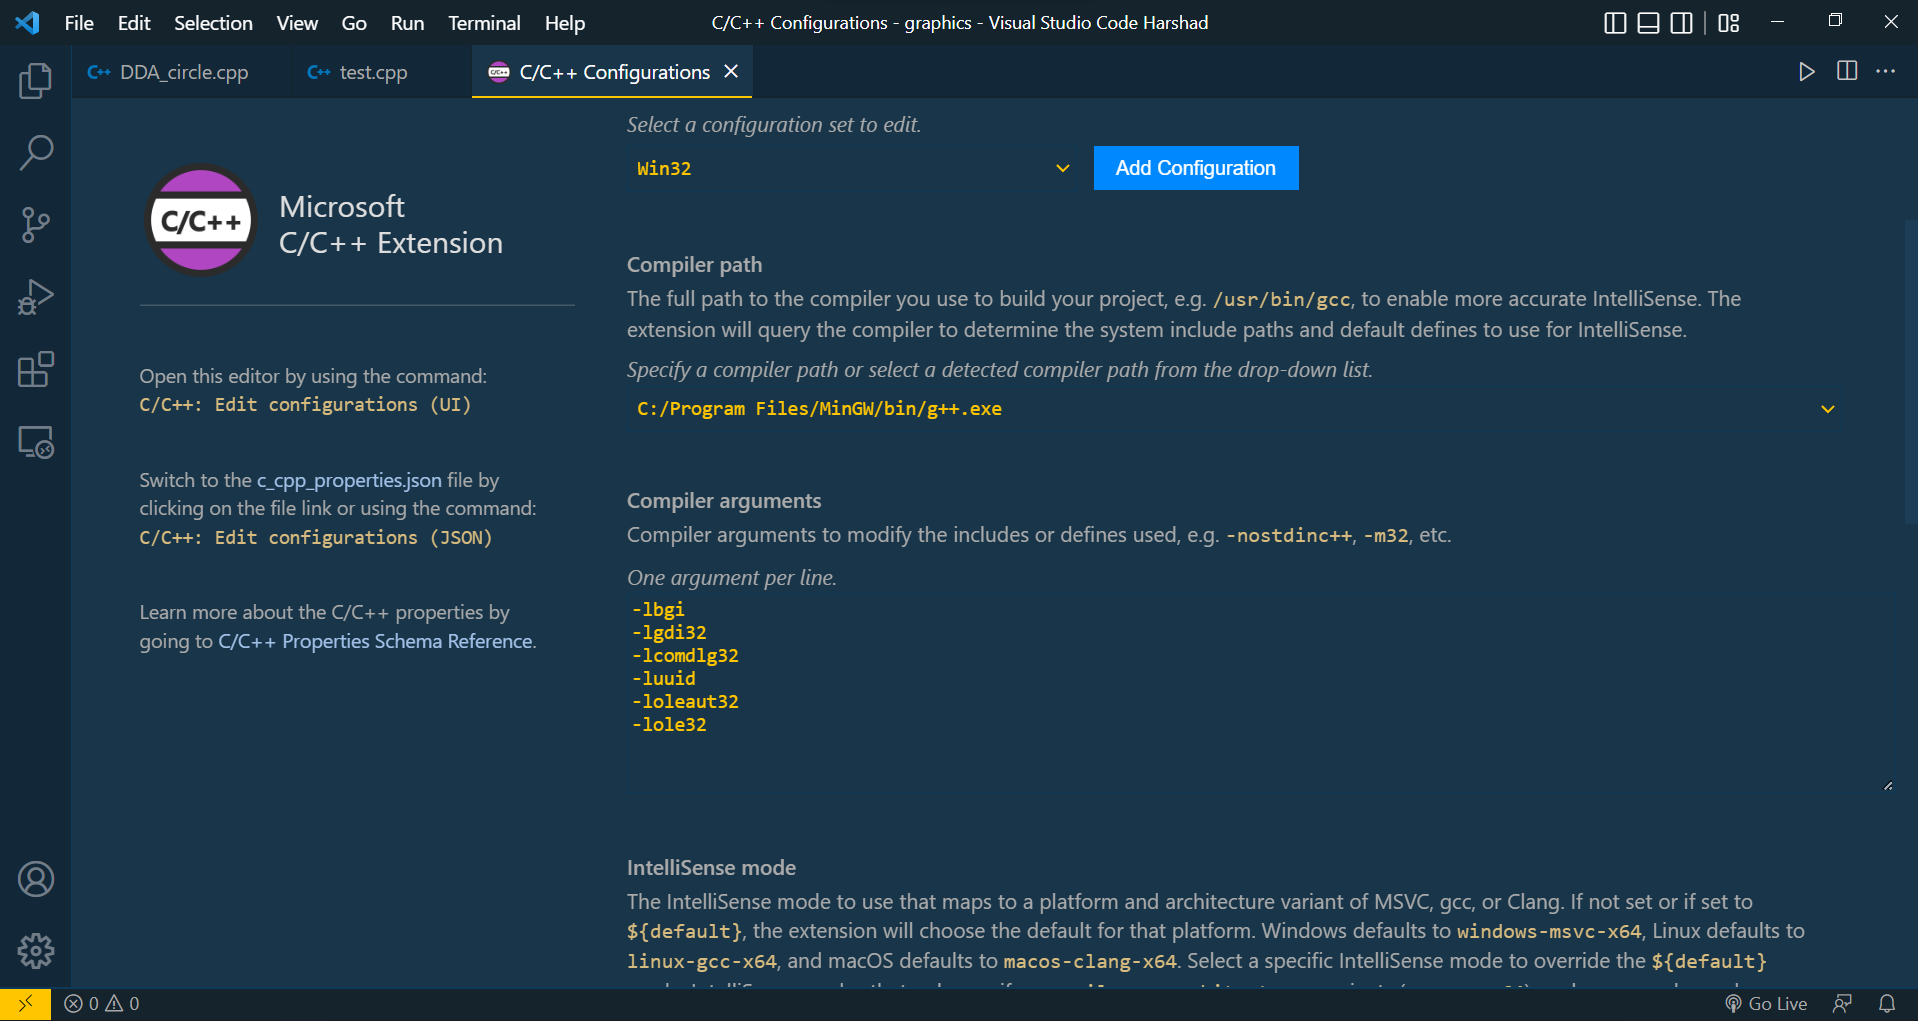 File Edit Selection View Go Run Terminal Help
C/C++ Configurations - graphics - Visual Studio Code Harshad
C++ DDA_circle.cpp
C++ test.cpp
C/C++ C/C++ Configurations
C/C++
Microsoft
C/C++ Extension
Open this editor by using the command:
C/C++: Edit configurations (UI)
Switch to the c_cpp_properties.json file by
clicking on the file link or using the command:
C/C++: Edit configurations (JSON)
Learn more about the C/C++ properties by
going to C/C++ Properties Schema Reference.
Select a configuration set to edit.
Win32
Add Configuration
Compiler path
The full path to the compiler you use to build your project, e.g. /usr/bin/gcc, to enable more accurate IntelliSense. The
extension will query the compiler to determine the system include paths and default defines to use for IntelliSense.
Specify a compiler path or select a detected compiler path from the drop-down list.
C:/Program Files/MinGW/bin/g++.exe
Compiler arguments
Compiler arguments to modify the includes or defines used, e.g. -nostdinc++, -m32, etc.
One argument per line.
-lbgi
-lgdi32
-lcomdlg32
-luuid
-loleaut32
-lole32
IntelliSense mode
The IntelliSense mode to use that maps to a platform and architecture variant of MSVC, gcc, or Clang. If not set or if set to
${default}, the extension will choose the default for that platform. Windows defaults to windows-msvc-x64, Linux defaults to
linux-gcc-x64, and macOS defaults to macos-clang-x64. Select a specific IntelliSense mode to override the ${default}
0 0
Go Live